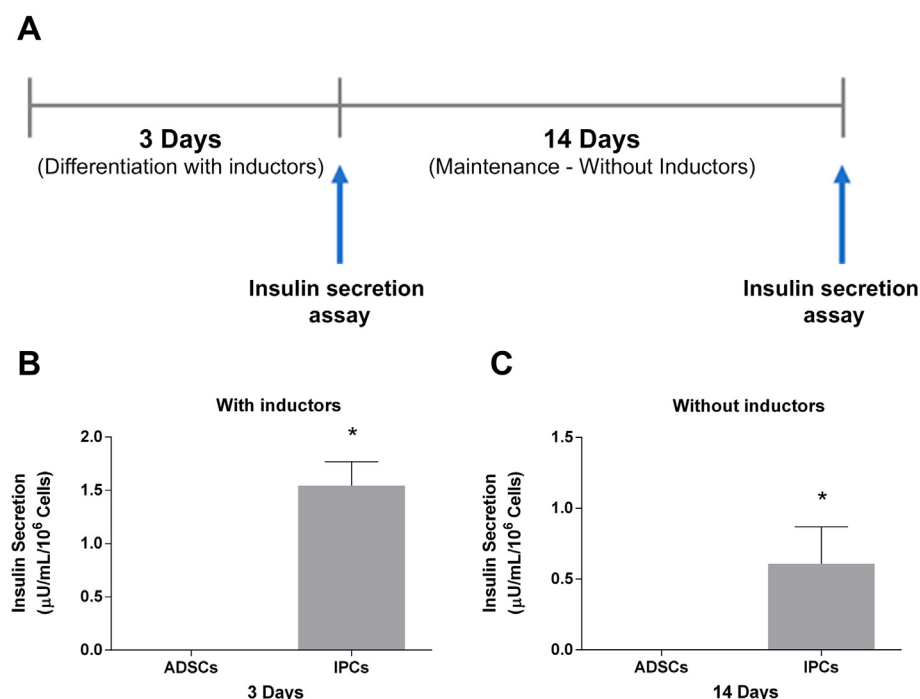 A
3 Days
(Differentiation with inductors)
14 Days
(Maintenance - Without Inductors)
Insulin secretion
assay
Insulin secretion
assay
B
With inductors
Insulin Secretion
(μU/mL/10⁶ Cells)
2.0
1.5
1.0
0.5
0.0
*
ADSCs
IPCs
3 Days
C
Without inductors
Insulin Secretion
(μU/mL/10⁶ Cells)
1.5
1.0
0.5
0.0
*
ADSCs
IPCs
14 Days